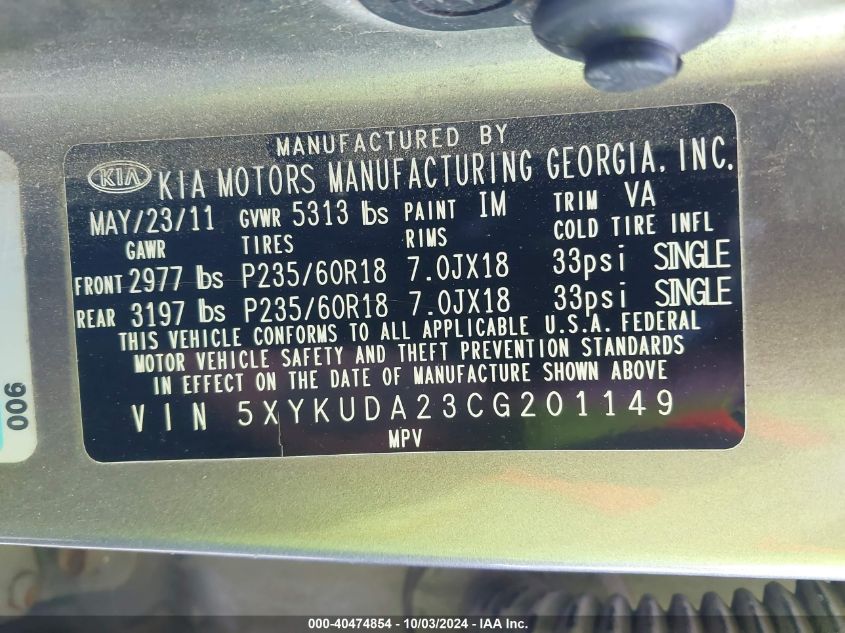 MANUFACTURED BY
KIA KIA MOTORS MANUFACTURING GEORGIA, INC.
MAY/23/11 GVWR 5313 lbs PAINT IM TRIM VA
GAWR TIRES RIMS COLD TIRE INFL
FRONT 2977 lbs P235/60R18 7.0JX18 33psi SINGLE
REAR 3197 lbs P235/60R18 7.0JX18 33psi SINGLE
THIS VEHICLE CONFORMS TO ALL APPLICABLE U.S.A. FEDERAL
MOTOR VEHICLE SAFETY AND THEFT PREVENTION STANDARDS
IN EFFECT ON THE DATE OF MANUFACTURE SHOWN ABOVE
VIN 5XYKUDA23CG201149
MPV
006
000-40474854 - 10/03/2024 - IAA Inc.